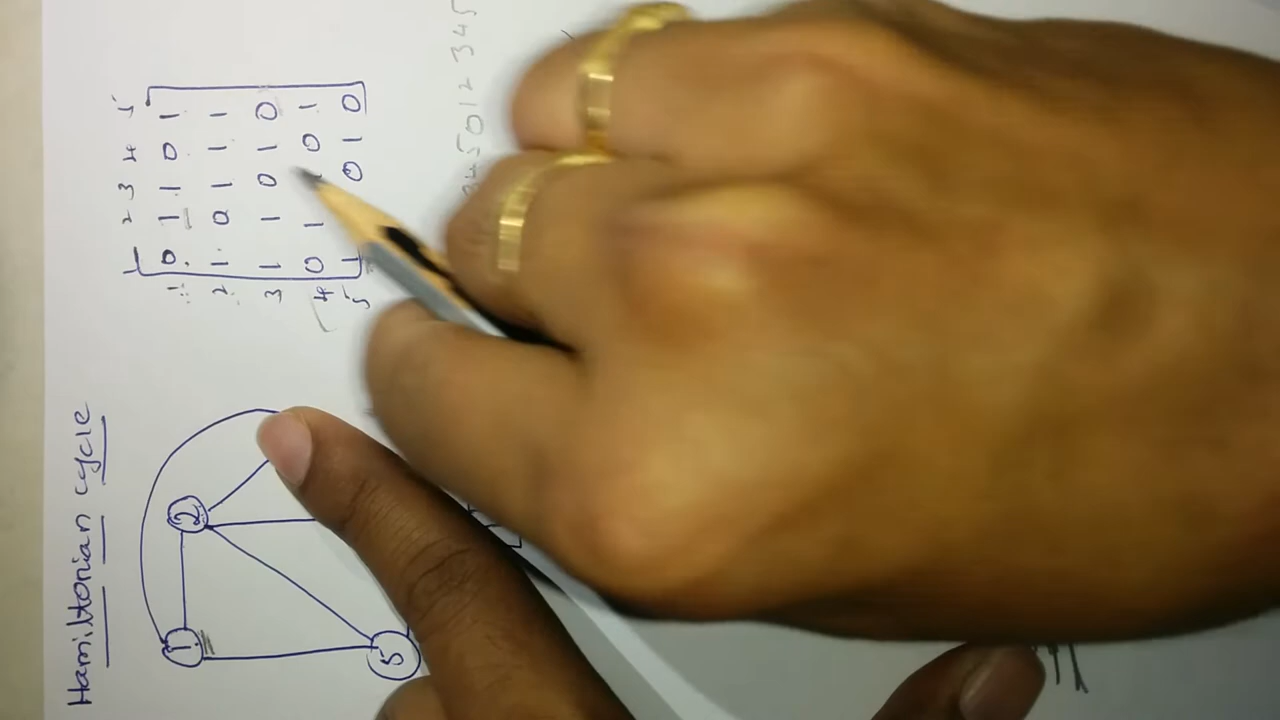 Hamiltonian cycle
1 2 3 4 5
1 0 1 1 0 1
2 1 0 1 1 1
3 1 1 0 1 0
4 0 1 0 1
5 1 0 1 0
2
1
5
345012345